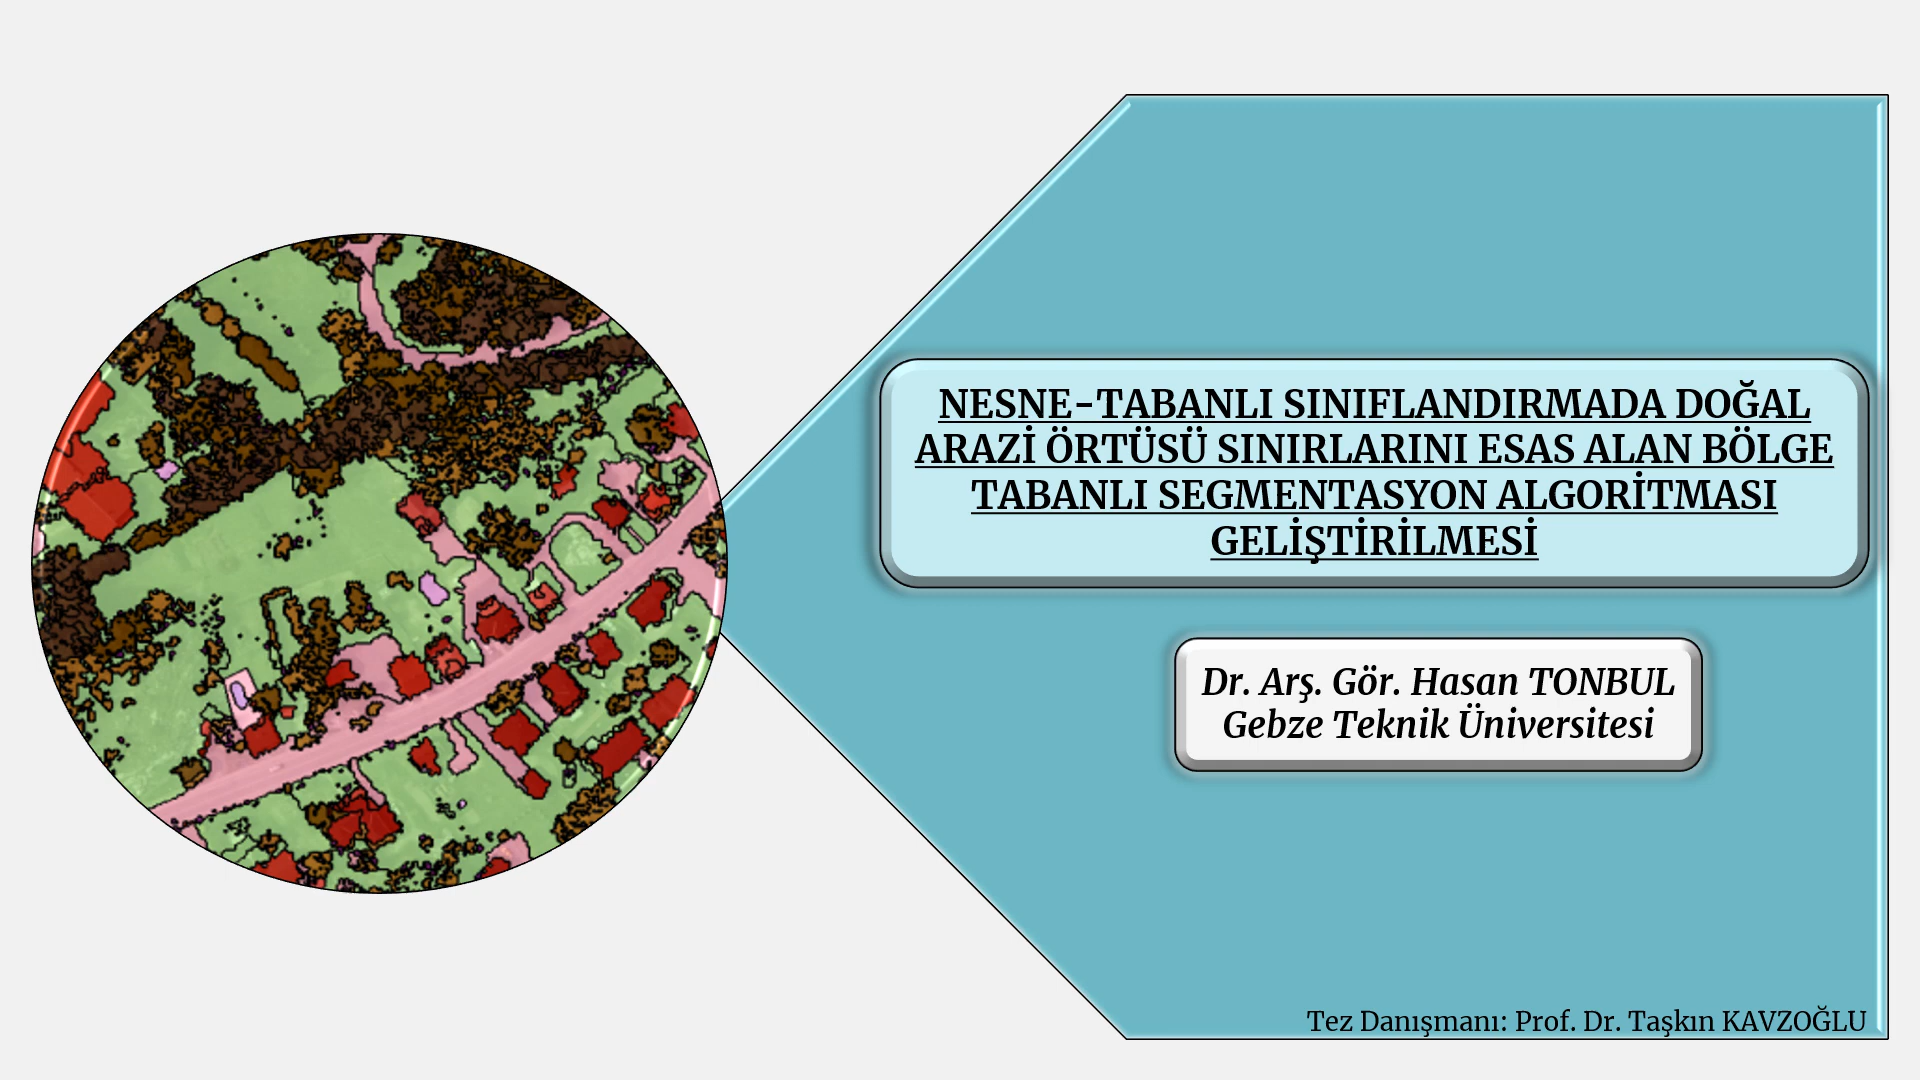 NESNE-TABANLI SINIFLANDIRMADA DOĞAL
ARAZİ ÖRTÜSÜ SINIRLARINI ESAS ALAN BÖLGE
TABANLI SEGMENTASYON ALGORİTMASI
GELİŞTİRİLMESİ
Dr. Arş. Gör. Hasan TONBUL
Gebze Teknik Üniversitesi
Tez Danışmanı: Prof. Dr. Taşkın KAVZOĞLU